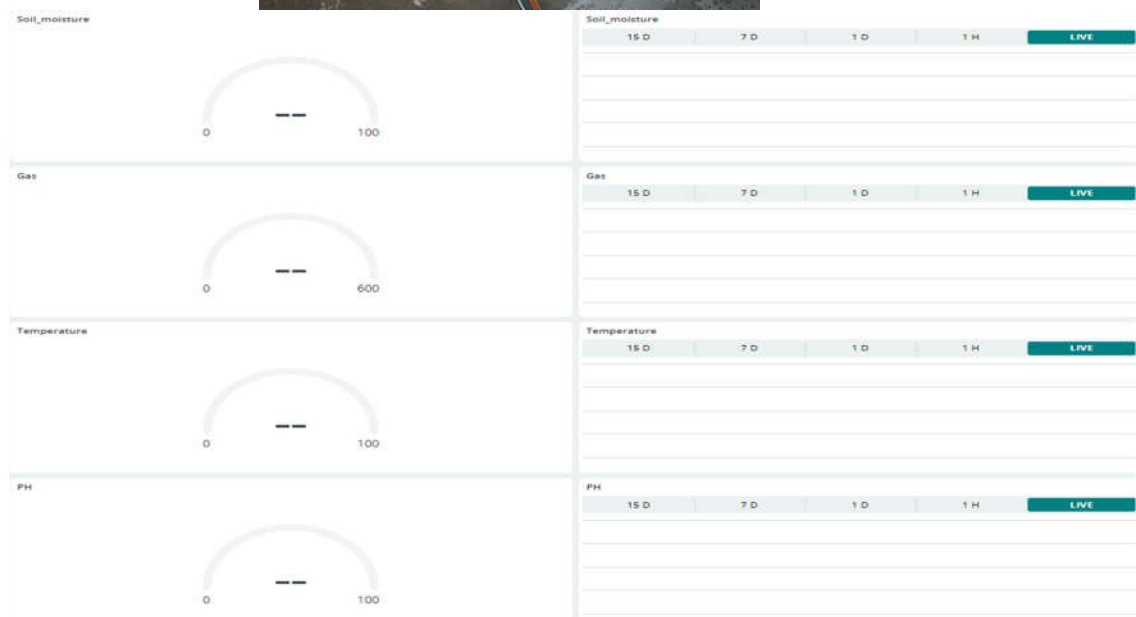 Soil_moisture
Soil_moisture
15 D 7 D 1 D 1 H LIVE
--
0 100
Gas
Gas
15 D 7 D 1 D 1 H LIVE
--
0 600
Temperature
Temperature
15 D 7 D 1 D 1 H LIVE
--
0 100
PH
PH
15 D 7 D 1 D 1 H LIVE
--
0 100